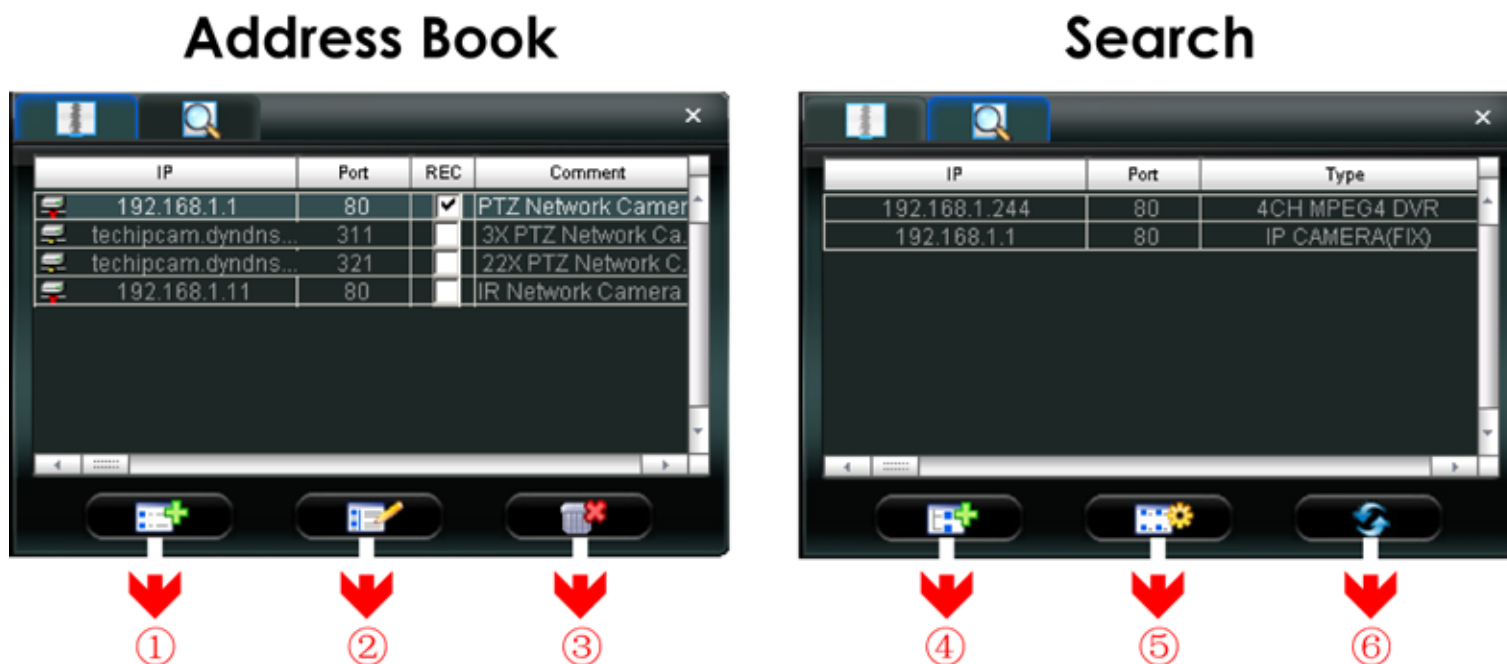 Address Book
IP Port REC Comment
192.168.1.1 80 PTZ Network Camer
techipcam.dyndns... 311 3X PTZ Network Ca.
techipcam.dyndns... 321 22X PTZ Network C.
192.168.1.11 80 IR Network Camera
① ② ③
Search
IP Port Type
192.168.1.244 80 4CH MPEG4 DVR
192.168.1.1 80 IP CAMERA(FIX)
④ ⑤ ⑥